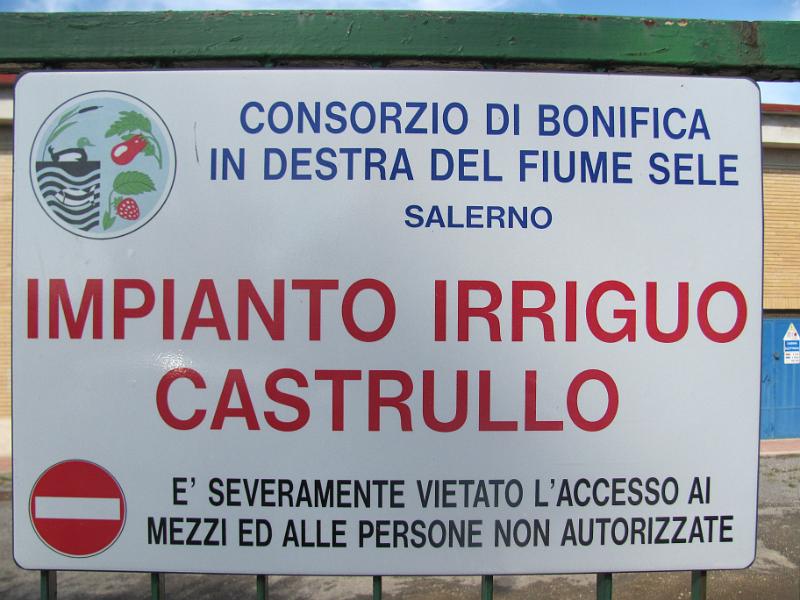 CONSORZIO DI BONIFICA
IN DESTRA DEL FIUME SELE
SALERNO
IMPIANTO IRRIGUO
CASTRULLO
E' SEVERAMENTE VIETATO L'ACCESSO AI
MEZZI ED ALLE PERSONE NON AUTORIZZATE